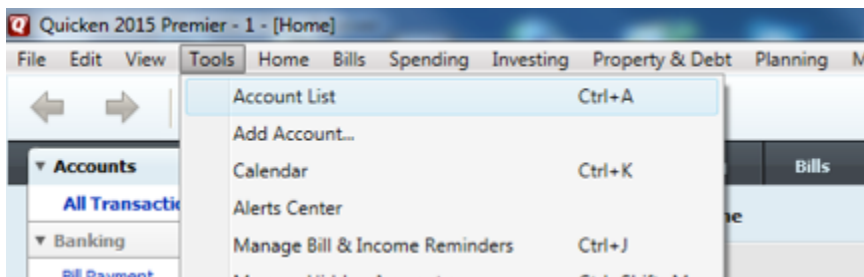 Quicken 2015 Premier - 1 - [Home]
File Edit View Tools Home Bills Spending Investing Property & Debt Planning M
Account List Ctrl+A
Add Account...
Accounts Calendar Ctrl+K Bills
All Transactio Alerts Center
Banking Manage Bill & Income Reminders Ctrl+J